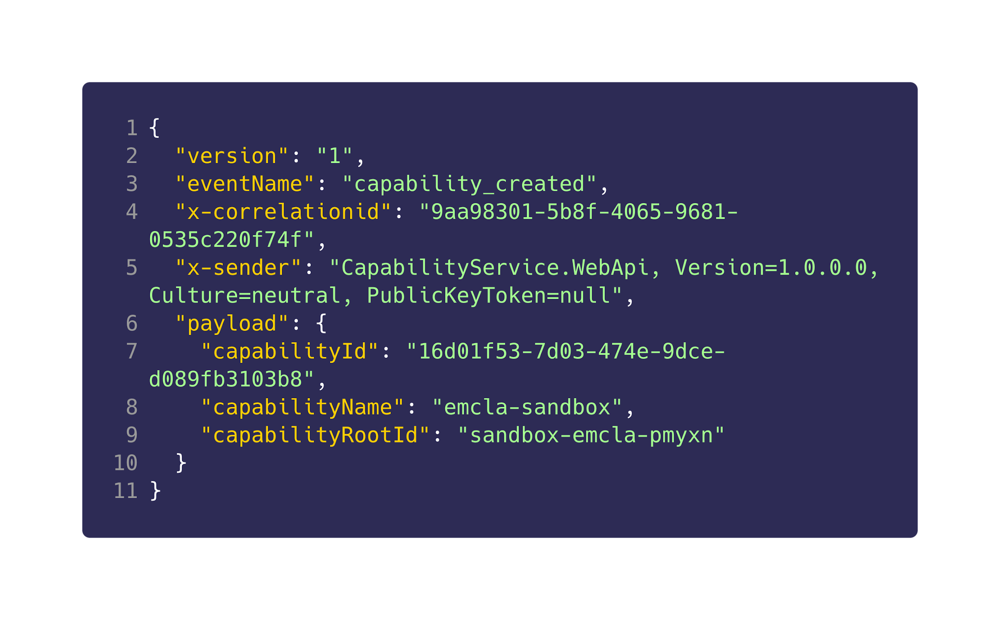 1 {
2   "version": "1",
3   "eventName": "capability_created",
4   "x-correlationid": "9aa98301-5b8f-4065-9681-
0535c220f74f",
5   "x-sender": "CapabilityService.WebApi, Version=1.0.0.0,
Culture=neutral, PublicKeyToken=null",
6   "payload": {
7     "capabilityId": "16d01f53-7d03-474e-9dce-
d089fb3103b8",
8     "capabilityName": "emcla-sandbox",
9     "capabilityRootId": "sandbox-emcla-pmyxn"
10   }
11 }